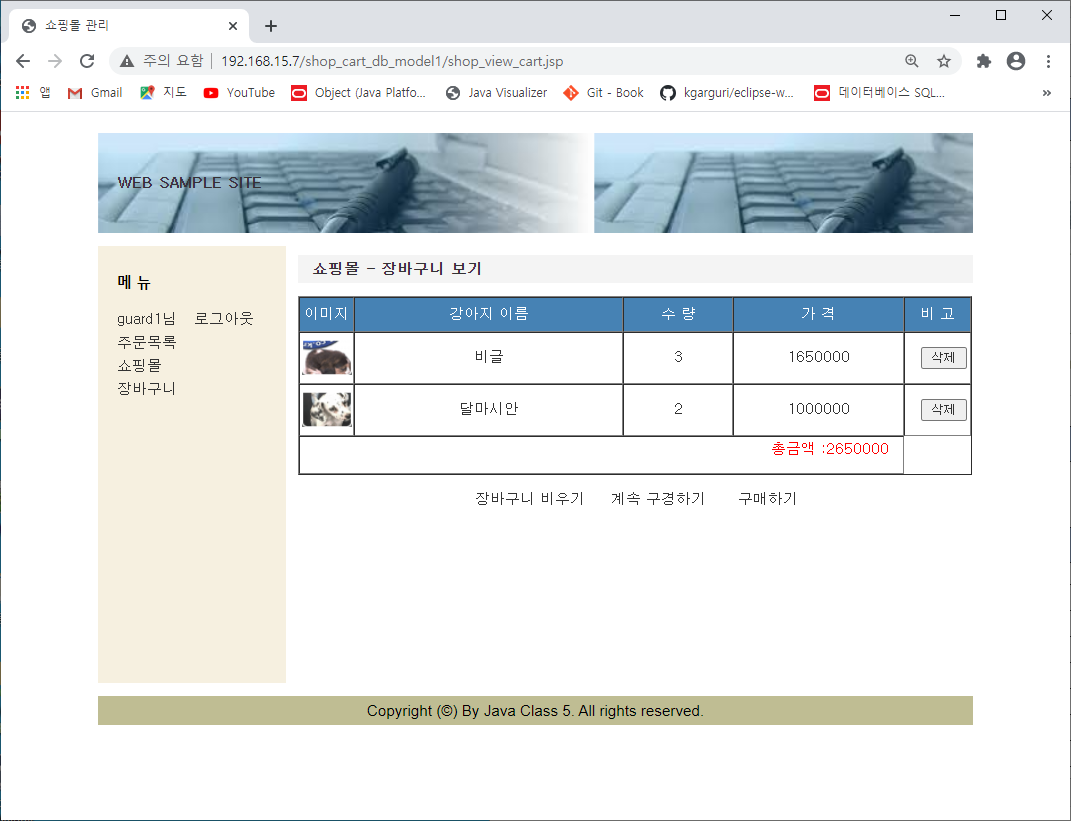 쇼핑몰 관리
주의 요함 192.168.15.7/shop_cart_db_model1/shop_view_cart.jsp
앱 Gmail 지도 YouTube Object (Java Platfo... Java Visualizer Git - Book kgarguri/eclipse-w... 데이터베이스 SQL... »
WEB SAMPLE SITE
메 뉴
guard1님 로그아웃
주문목록
쇼핑몰
장바구니
쇼핑몰 - 장바구니 보기
이미지 강아지 이름 수 량 가 격 비 고
비글 3 1650000 삭제
달마시안 2 1000000 삭제
총금액 :2650000
장바구니 비우기 계속 구경하기 구매하기
Copyright (©) By Java Class 5. All rights reserved.